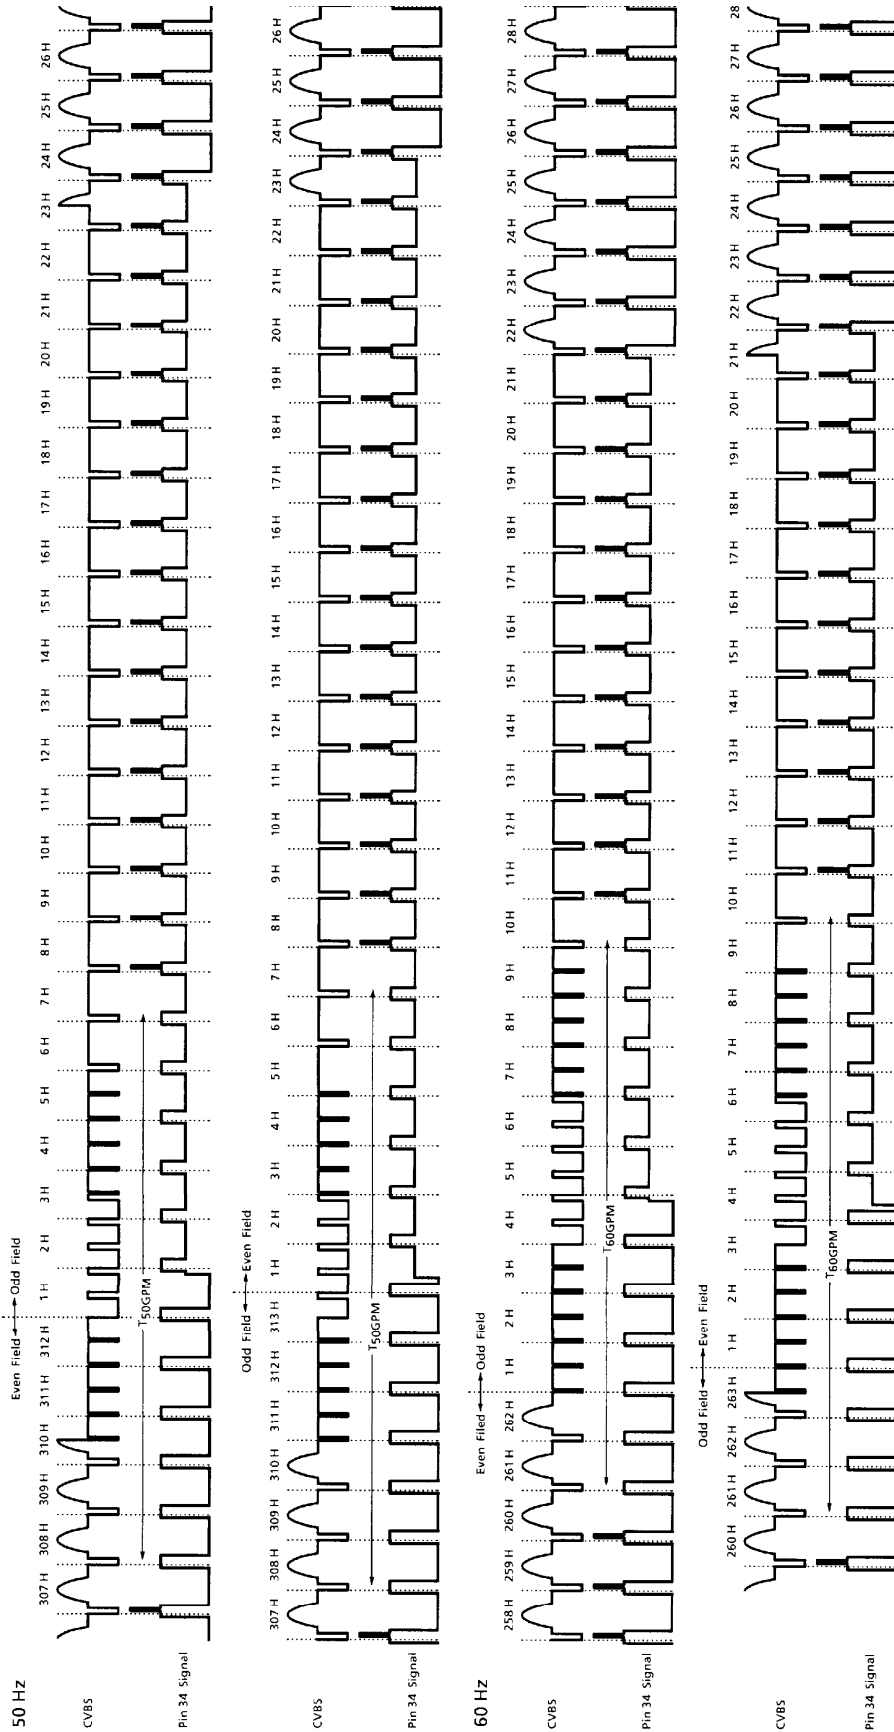 50 Hz
Even Field Odd Field
307 H 308 H 309 H 310 H 311 H 312 H 1 H 2 H 3 H 4 H 5 H 6 H 7 H 8 H 9 H 10 H 11 H 12 H 13 H 14 H 15 H 16 H 17 H 18 H 19 H 20 H 21 H 22 H 23 H 24 H 25 H 26 H
CVBS
T50GPM
Pin 34 Signal
Odd Field Even Field
307 H 308 H 309 H 310 H 311 H 312 H 313 H 1 H 2 H 3 H 4 H 5 H 6 H 7 H 8 H 9 H 10 H 11 H 12 H 13 H 14 H 15 H 16 H 17 H 18 H 19 H 20 H 21 H 22 H 23 H 24 H 25 H 26 H
CVBS
T50GPM
Pin 34 Signal
60 Hz
Even Filed Odd Field
258 H 259 H 260 H 261 H 262 H 1 H 2 H 3 H 4 H 5 H 6 H 7 H 8 H 9 H 10 H 11 H 12 H 13 H 14 H 15 H 16 H 17 H 18 H 19 H 20 H 21 H 22 H 23 H 24 H 25 H 26 H 27 H 28 H
CVBS
T60GPM
Pin 34 Signal
Odd Field Even Field
260 H 261 H 262 H 263 H 1 H 2 H 3 H 4 H 5 H 6 H 7 H 8 H 9 H 10 H 11 H 12 H 13 H 14 H 15 H 16 H 17 H 18 H 19 H 20 H 21 H 22 H 23 H 24 H 25 H 26 H 27 H 28
CVBS
T60GPM
Pin 34 Signal